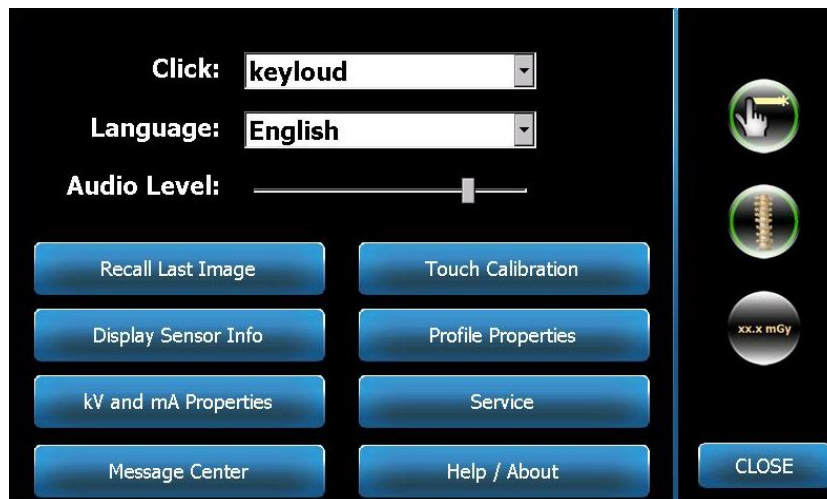 Click: keyloud
Language: English
Audio Level:
Recall Last Image
Touch Calibration
Display Sensor Info
Profile Properties
xx.x mGy
kV and mA Properties
Service
Message Center
Help / About
CLOSE